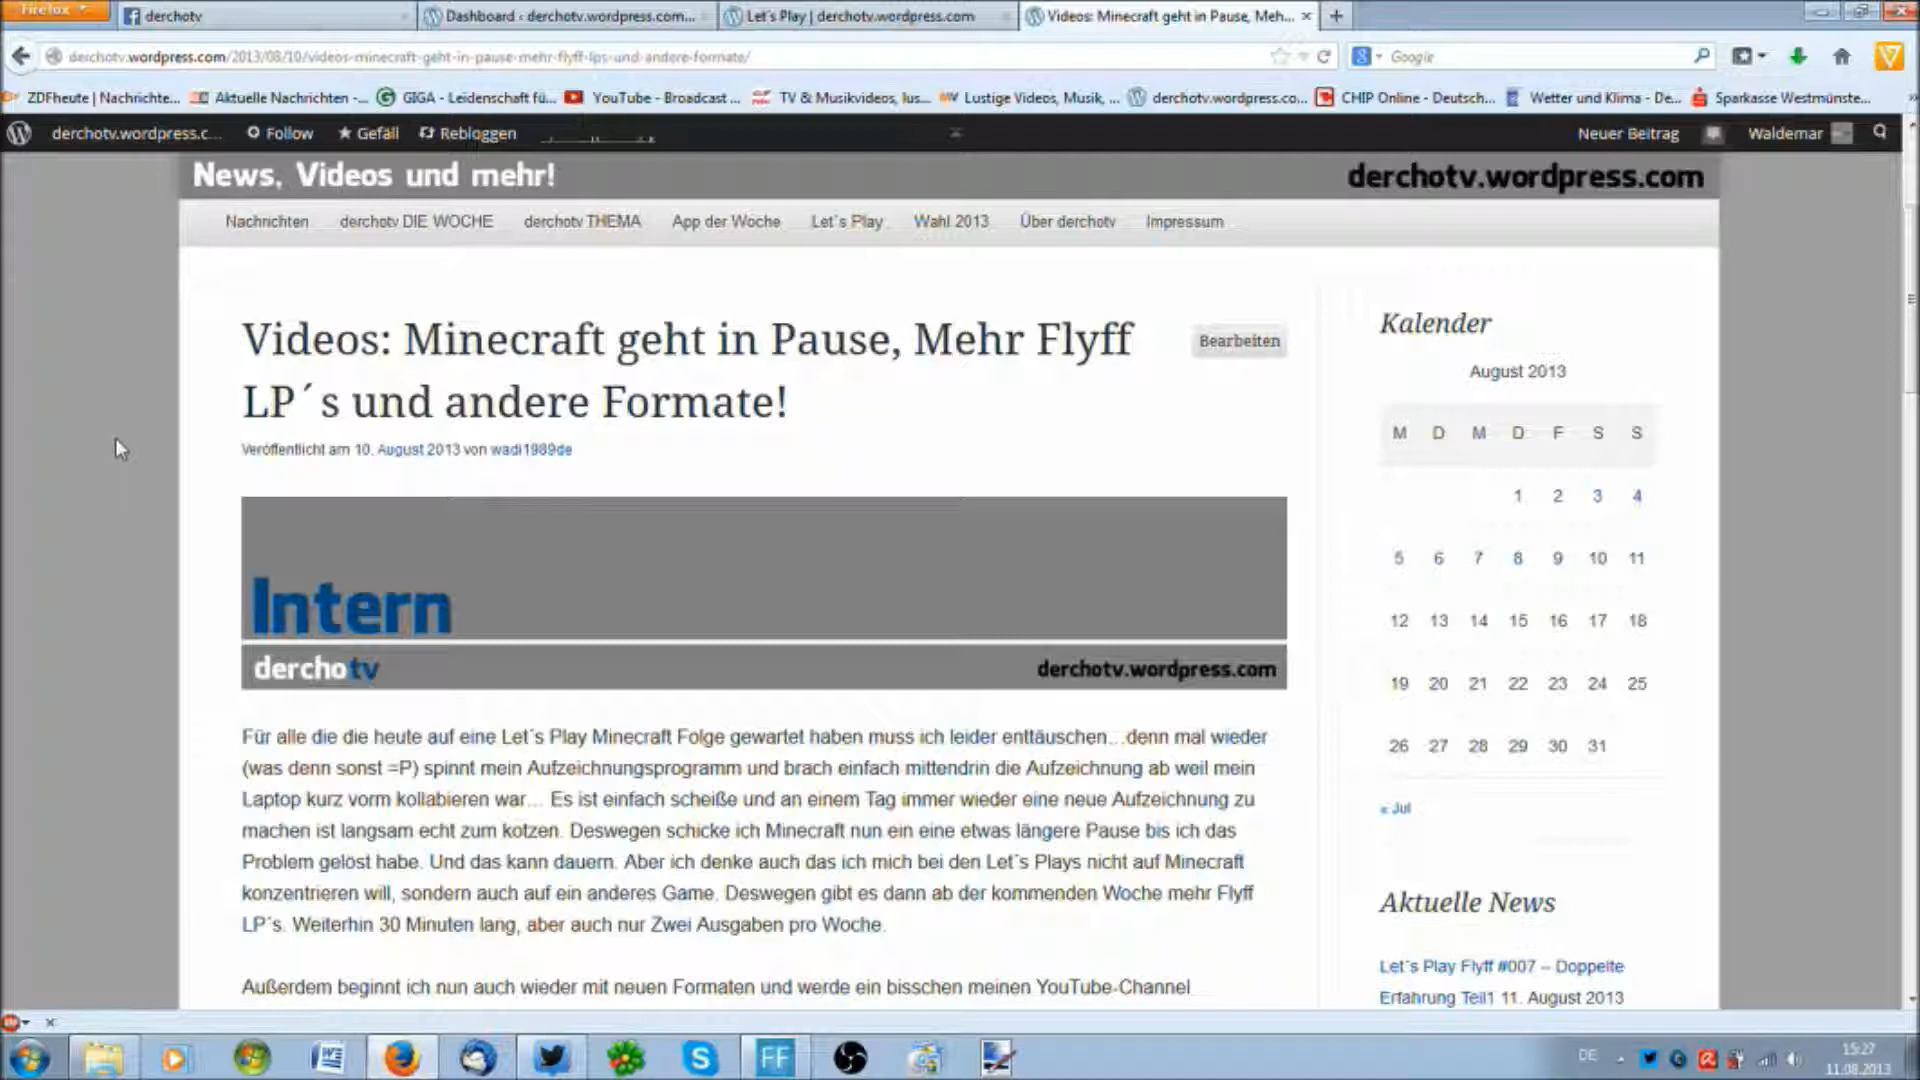 Firefox
derchotv
Dashboard ‹ derchotv.wordpress.com...
Let´s Play | derchotv.wordpress.com
Videos: Minecraft geht in Pause, Meh...
derchotv.wordpress.com/2013/08/10/videos-minecraft-geht-in-pause-mehr-flyff-lps-und-andere-formate/
Google
ZDFheute | Nachrichte...
Aktuelle Nachrichten -...
GIGA - Leidenschaft fü...
YouTube - Broadcast ...
TV & Musikvideos, lus...
Lustige Videos, Musik, ...
derchotv.wordpress.co...
CHIP Online - Deutsch...
Wetter und Klima - De...
Sparkasse Westmünste...
derchotv.wordpress.c...
Follow
Gefällt
Rebloggen
Neuer Beitrag
Waldemar
News, Videos und mehr!
derchotv.wordpress.com
Nachrichten
derchotv DIE WOCHE
derchotv THEMA
App der Woche
Let´s Play
Wahl 2013
Über derchotv
Impressum
Videos: Minecraft geht in Pause, Mehr Flyff
LP´s und andere Formate!
Bearbeiten
Veröffentlicht am 10. August 2013 von wadi1989de
Intern
derchotv
derchotv.wordpress.com
Für alle die die heute auf eine Let´s Play Minecraft Folge gewartet haben muss ich leider enttäuschen...denn mal wieder
(was denn sonst =P) spinnt mein Aufzeichnungsprogramm und brach einfach mittendrin die Aufzeichnung ab weil mein
Laptop kurz vorm kollabieren war... Es ist einfach scheiße und an einem Tag immer wieder eine neue Aufzeichnung zu
machen ist langsam echt zum kotzen. Deswegen schicke ich Minecraft nun ein eine etwas längere Pause bis ich das
Problem gelöst habe. Und das kann dauern. Aber ich denke auch das ich mich bei den Let´s Plays nicht auf Minecraft
konzentrieren will, sondern auch auf ein anderes Game. Deswegen gibt es dann ab der kommenden Woche mehr Flyff
LP´s. Weiterhin 30 Minuten lang, aber auch nur Zwei Ausgaben pro Woche.
Außerdem beginnt ich nun auch wieder mit neuen Formaten und werde ein bisschen meinen YouTube-Channel
Kalender
August 2013
M D M D F S S
1 2 3 4
5 6 7 8 9 10 11
12 13 14 15 16 17 18
19 20 21 22 23 24 25
26 27 28 29 30 31
« Jul
Aktuelle News
Let´s Play Flyff #007 – Doppelte
Erfahrung Teil1 11. August 2013
FF
DE
15:27
11.08.2013